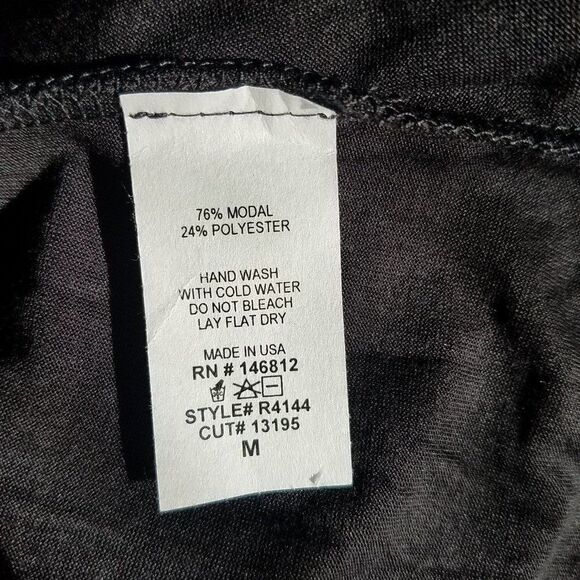 76% MODAL
24% POLYESTER
HAND WASH
WITH COLD WATER
DO NOT BLEACH
LAY FLAT DRY
MADE IN USA
RN # 146812
STYLE# R4144
CUT# 13195
M